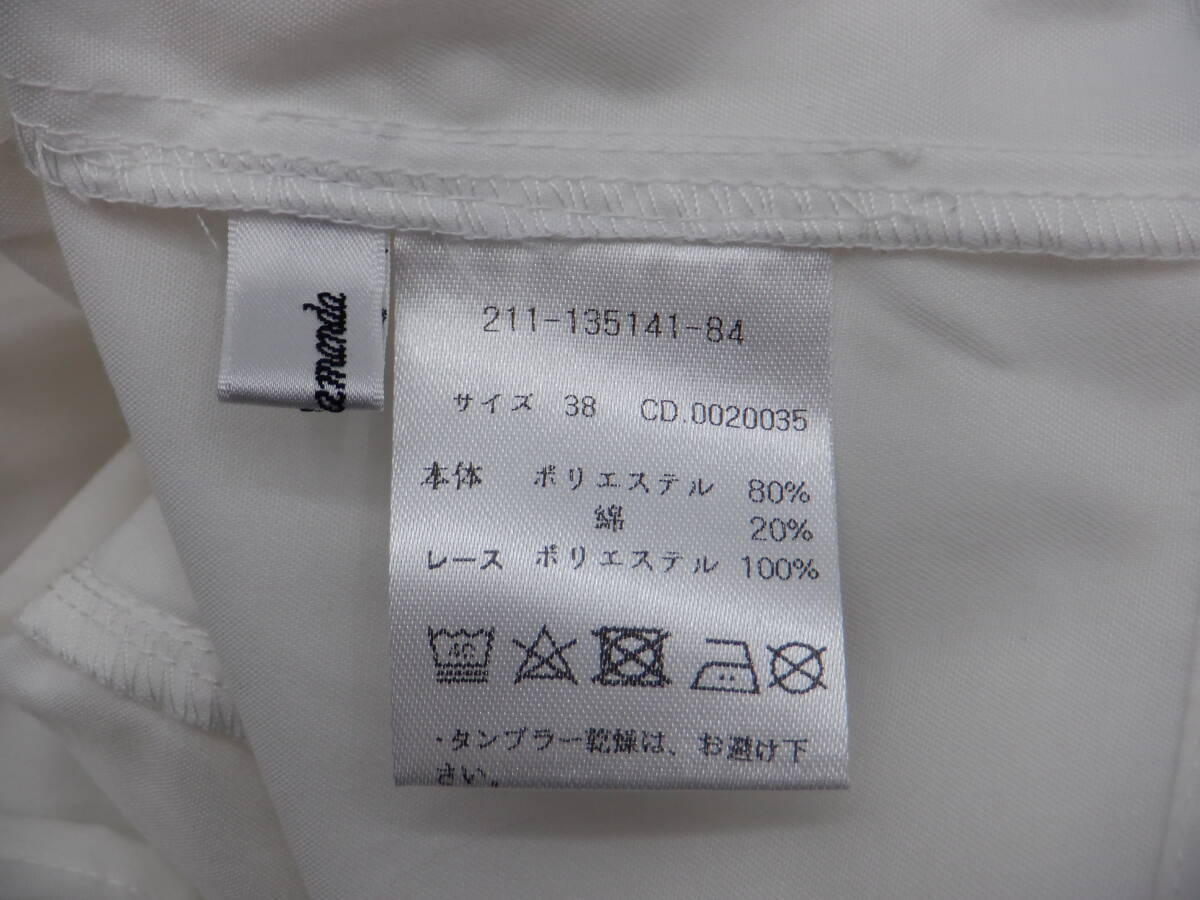 211-135141-84
サイズ 38 CD.0020035
本体 ポリエステル 80%
綿 20%
レース ポリエステル 100%
40
・タンブラー乾燥は、お避け下
さい。